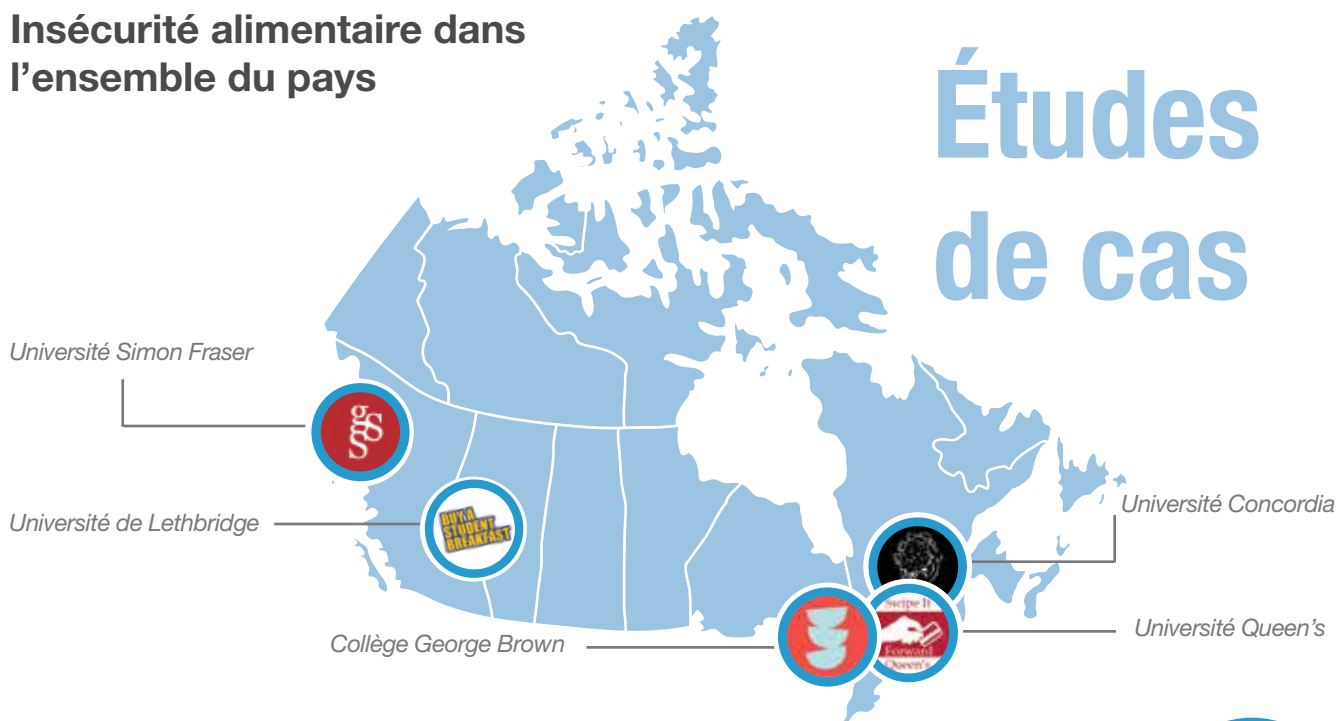 Insécurité alimentaire dans
l’ensemble du pays
Études
de cas
Université Simon Fraser
gsSS
Université de Lethbridge
BUY A
STUDENT
BREAKFAST
Université Concordia
Collège George Brown
Swipe It
Forward
Queen's
Université Queen’s